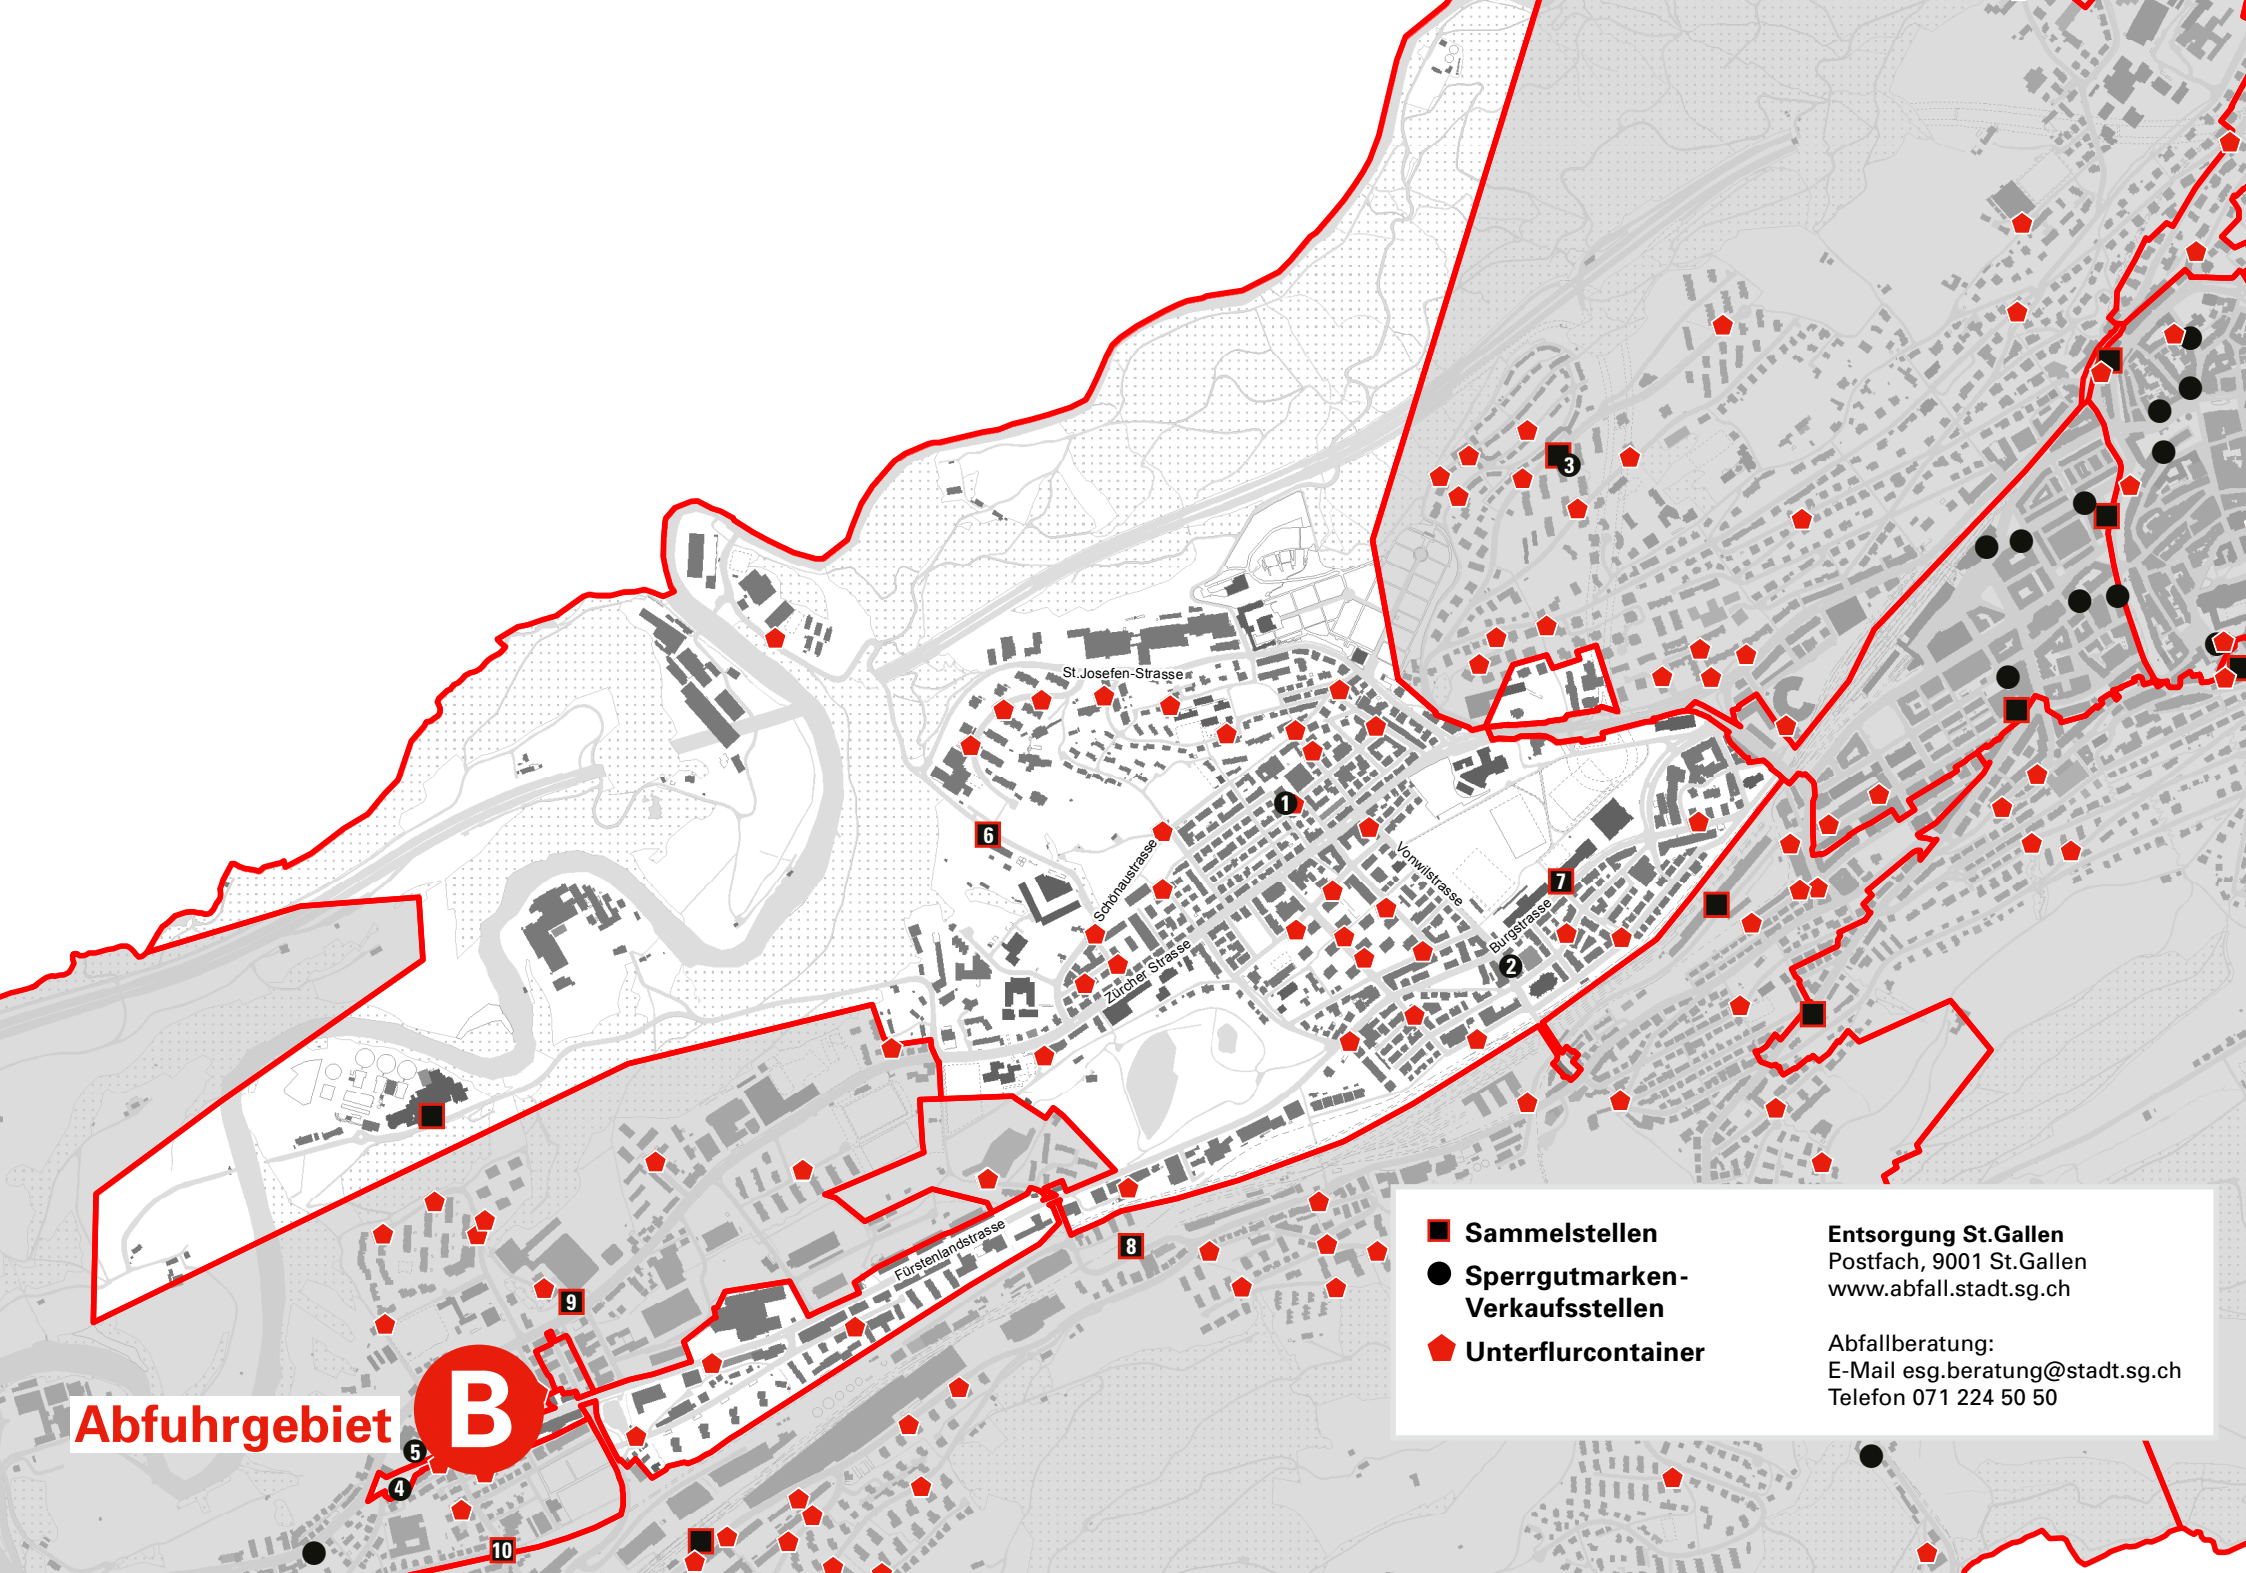 3
St.Josefen-Strasse
1
6
Schönaustrasse
Vonwilstrasse
7
Burgstrasse
2
Zürcher Strasse
Fürstenlandstrasse
8
9
Abfuhrgebiet
B
5
4
10
Sammelstellen
Sperrgutmarken-
Verkaufsstellen
Unterflurcontainer
Entsorgung St.Gallen
Postfach, 9001 St.Gallen
www.abfall.stadt.sg.ch
Abfallberatung:
E-Mail esg.beratung@stadt.sg.ch
Telefon 071 224 50 50